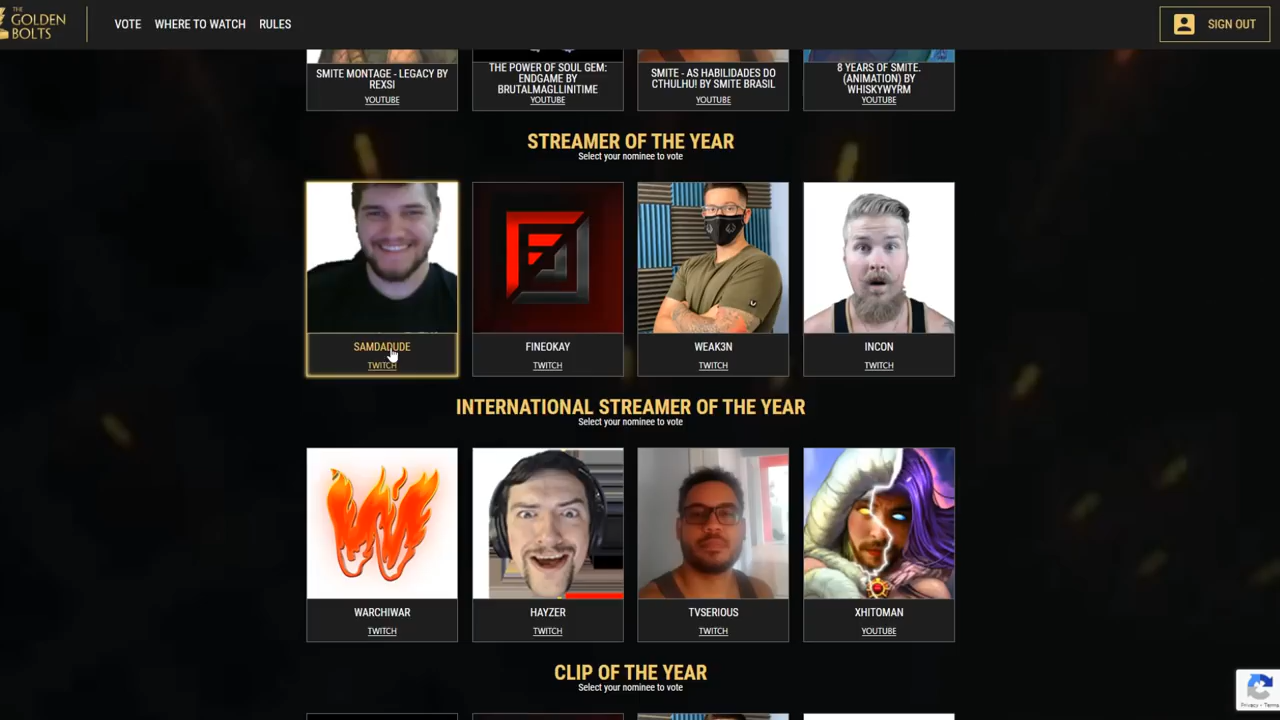 THE
GOLDEN
BOLTS
VOTE
WHERE TO WATCH
RULES
SIGN OUT
SMITE MONTAGE - LEGACY BY
REXSI
YOUTUBE
THE POWER OF SOUL GEM:
ENDGAME BY
BRUTALMAGLLINITIME
YOUTUBE
SMITE - AS HABILIDADES DO
CTHULHU! BY SMITE BRASIL
YOUTUBE
8 YEARS OF SMITE.
(ANIMATION) BY
WHISKYWYRM
YOUTUBE
STREAMER OF THE YEAR
Select your nominee to vote
SAMDADUDE
TWITCH
FINEOKAY
TWITCH
WEAK3N
TWITCH
INCON
TWITCH
INTERNATIONAL STREAMER OF THE YEAR
Select your nominee to vote
WARCHIWAR
TWITCH
HAYZER
TWITCH
TVSERIOUS
TWITCH
XHITOMAN
YOUTUBE
CLIP OF THE YEAR
Select your nominee to vote
Privacy - Terms